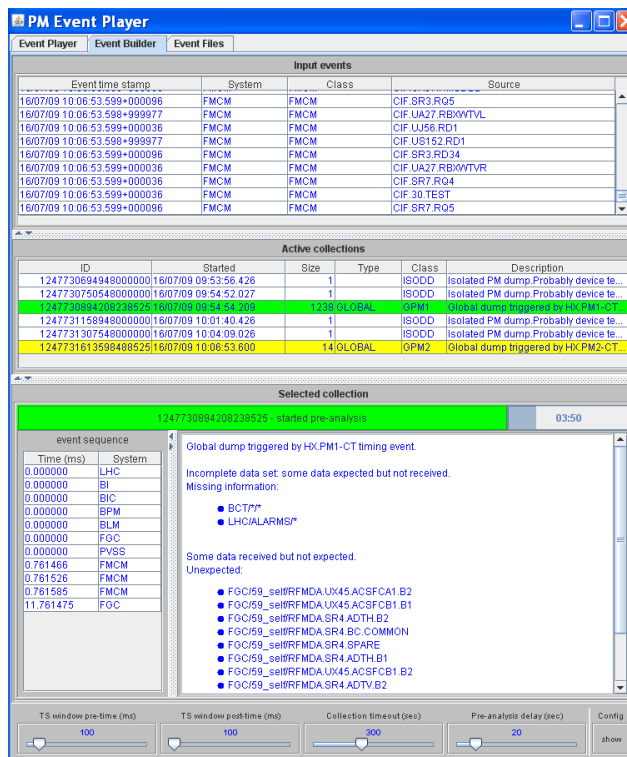 PM Event Player
Event Player Event Builder Event Files
Input events
Event time stamp System Class Source
16/07/09 10:06:53.599+000096 FMCM FMCM CIF.SR3.RQ5
16/07/09 10:06:53.598+999977 FMCM FMCM CIF.UA27.RBXWTVL
16/07/09 10:06:53.599+000036 FMCM FMCM CIF.UJ56.RD1
16/07/09 10:06:53.598+999977 FMCM FMCM CIF.US152.RD1
16/07/09 10:06:53.599+000096 FMCM FMCM CIF.SR3.RD34
16/07/09 10:06:53.599+000036 FMCM FMCM CIF.UA27.RBXWTVR
16/07/09 10:06:53.599+000036 FMCM FMCM CIF.SR7.RQ4
16/07/09 10:06:53.599+000036 FMCM FMCM CIF.30.TEST
16/07/09 10:06:53.599+000096 FMCM FMCM CIF.SR7.RQ5
Active collections
ID Started Size Type Class Description
1247730694948000000 16/07/09 09:53:56.426 1 ISODD Isolated PM dump.Probably device te...
1247730750548000000 16/07/09 09:54:52.027 1 ISODD Isolated PM dump.Probably device te...
1247730894208238525 16/07/09 09:54:54.209 1238 GLOBAL GPM1 Global dump triggered by HX.PM1-CT...
1247731158948000000 16/07/09 10:01:40.426 1 ISODD Isolated PM dump.Probably device te...
1247731307548000000 16/07/09 10:04:09.026 1 ISODD Isolated PM dump.Probably device te...
1247731613598488525 16/07/09 10:06:53.600 14 GLOBAL GPM2 Global dump triggered by HX.PM2-CT...
Selected collection
1247730894208238525 - started pre-analysis 03:50
event sequence
Time (ms) System
0.000000 LHC
0.000000 BI
0.000000 BIC
0.000000 BPM
0.000000 BLM
0.000000 FGC
0.000000 PVSS
0.761466 FMCM
0.761526 FMCM
0.761585 FMCM
11.761475 FGC
Global dump triggered by HX.PM1-CT timing event.
Incomplete data set: some data expected but not received.
Missing information:
● BCT/*/*
● LHC/ALARMS/*
Some data received but not expected.
Unexpected:
● FGC/59_self/RFMDA.UX45.ACSFCA1.B2
● FGC/59_self/RFMDA.UX45.ACSFCB1.B1
● FGC/59_self/RFMDA.SR4.ADTH.B2
● FGC/59_self/RFMDA.SR4.BC.COMMON
● FGC/59_self/RFMDA.SR4.SPARE
● FGC/59_self/RFMDA.SR4.ADTH.B1
● FGC/59_self/RFMDA.UX45.ACSFCB1.B2
● FGC/59_self/RFMDA.SR4.ADTV.B2
TS window pre-time (ms) TS window post-time (ms) Collection timeout (sec) Pre-analysis delay (sec) Config
100 100 300 20 show